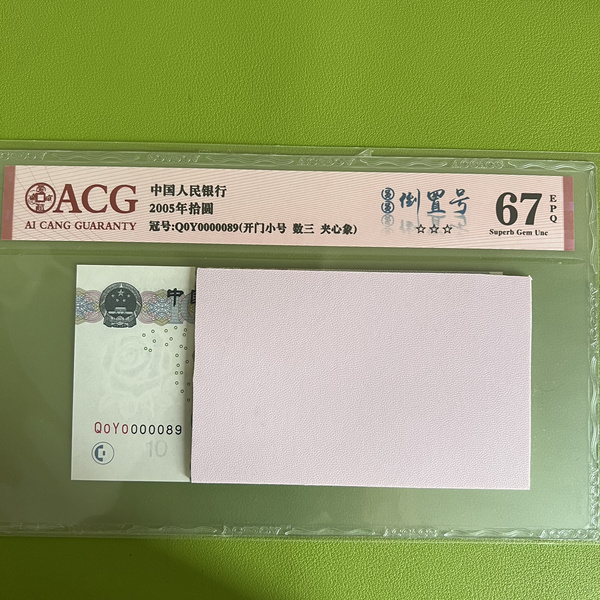 ACG
AI CANG GUARANTY
中国人民银行
2005年拾圆
冠号:Q0Y0000089(开门小号 数三 夹心象)
倒置号
☆☆☆
67
EPQ
Superb Gem Unc
中
Q0Y0000089
10